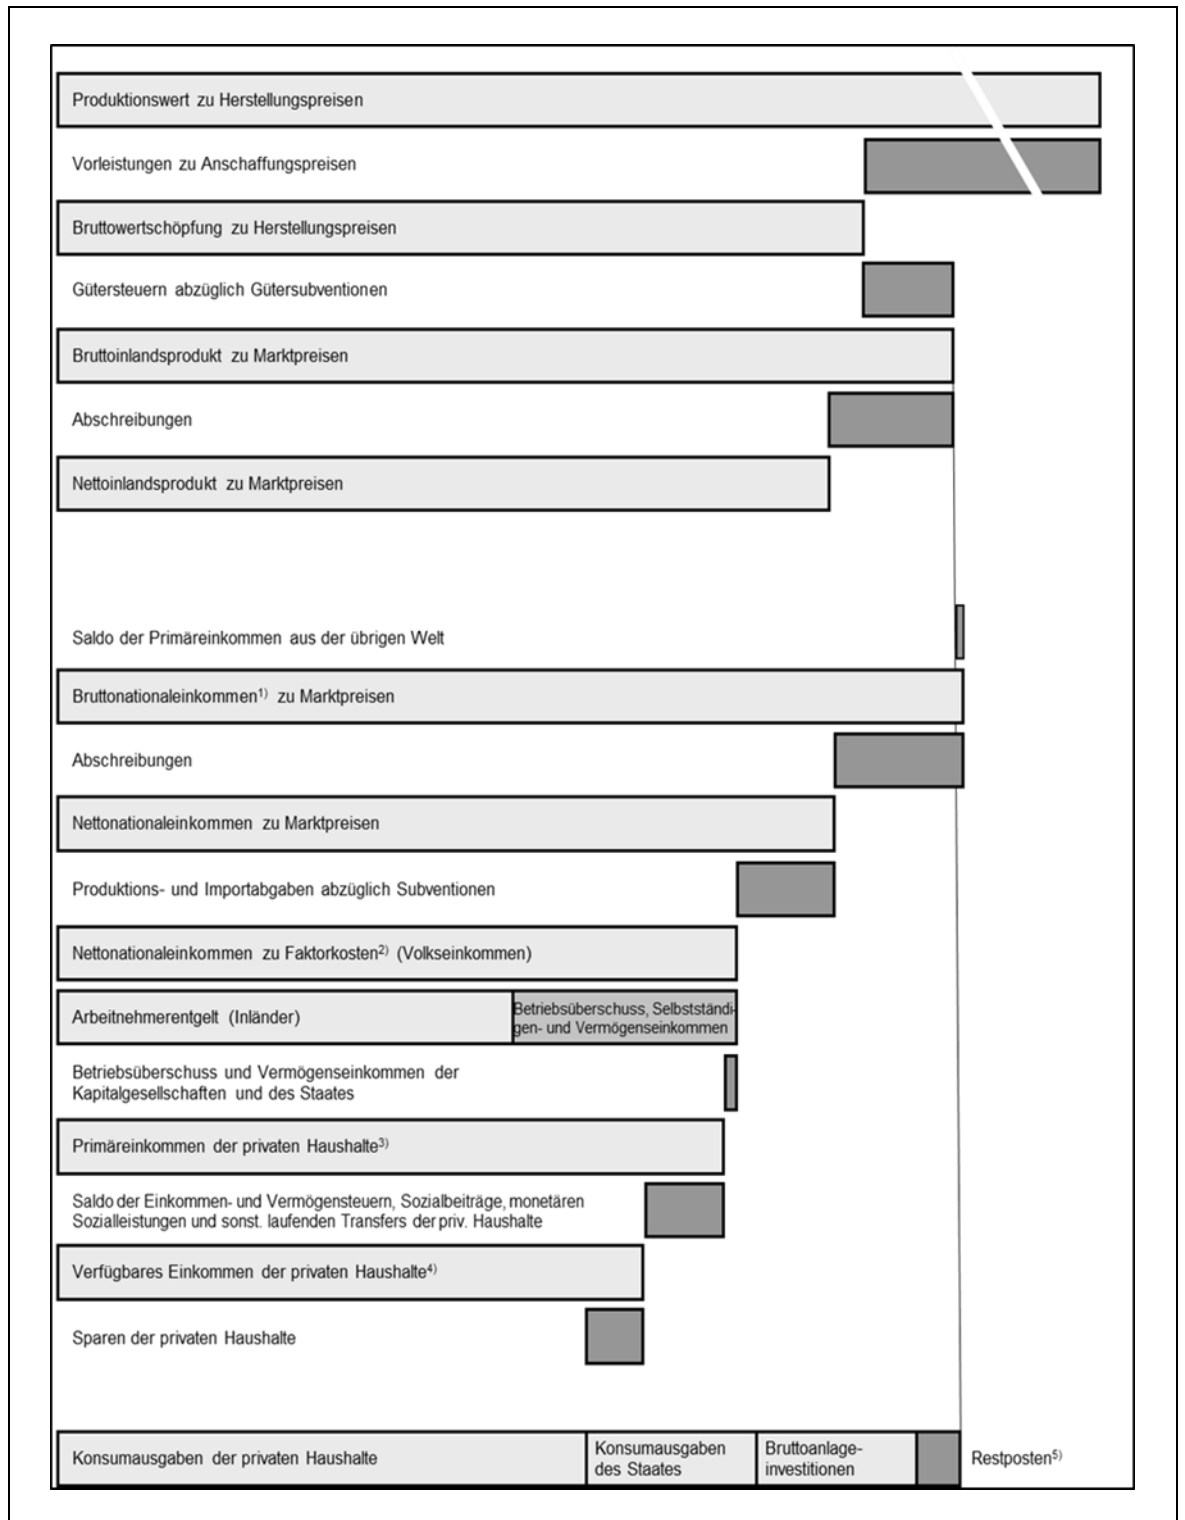 Produktionswert zu Herstellungspreisen
Vorleistungen zu Anschaffungspreisen
Bruttowertschöpfung zu Herstellungspreisen
Gütersteuern abzüglich Gütersubventionen
Bruttoinlandsprodukt zu Marktpreisen
Abschreibungen
Nettoinlandsprodukt zu Marktpreisen
Saldo der Primäreinkommen aus der übrigen Welt
Bruttonationaleinkommen¹⁾ zu Marktpreisen
Abschreibungen
Nettonationaleinkommen zu Marktpreisen
Produktions- und Importabgaben abzüglich Subventionen
Nettonationaleinkommen zu Faktorkosten²⁾ (Volkseinkommen)
Arbeitnehmerentgelt (Inländer)
Betriebsüberschuss, Selbstständi-
gen- und Vermögenseinkommen
Betriebsüberschuss und Vermögenseinkommen der
Kapitalgesellschaften und des Staates
Primäreinkommen der privaten Haushalte³⁾
Saldo der Einkommen- und Vermögensteuern, Sozialbeiträge, monetären
Sozialleistungen und sonst. laufenden Transfers der priv. Haushalte
Verfügbares Einkommen der privaten Haushalte⁴⁾
Sparen der privaten Haushalte
Konsumausgaben der privaten Haushalte
Konsumausgaben
des Staates
Bruttoanlage-
investitionen
Restposten⁵⁾